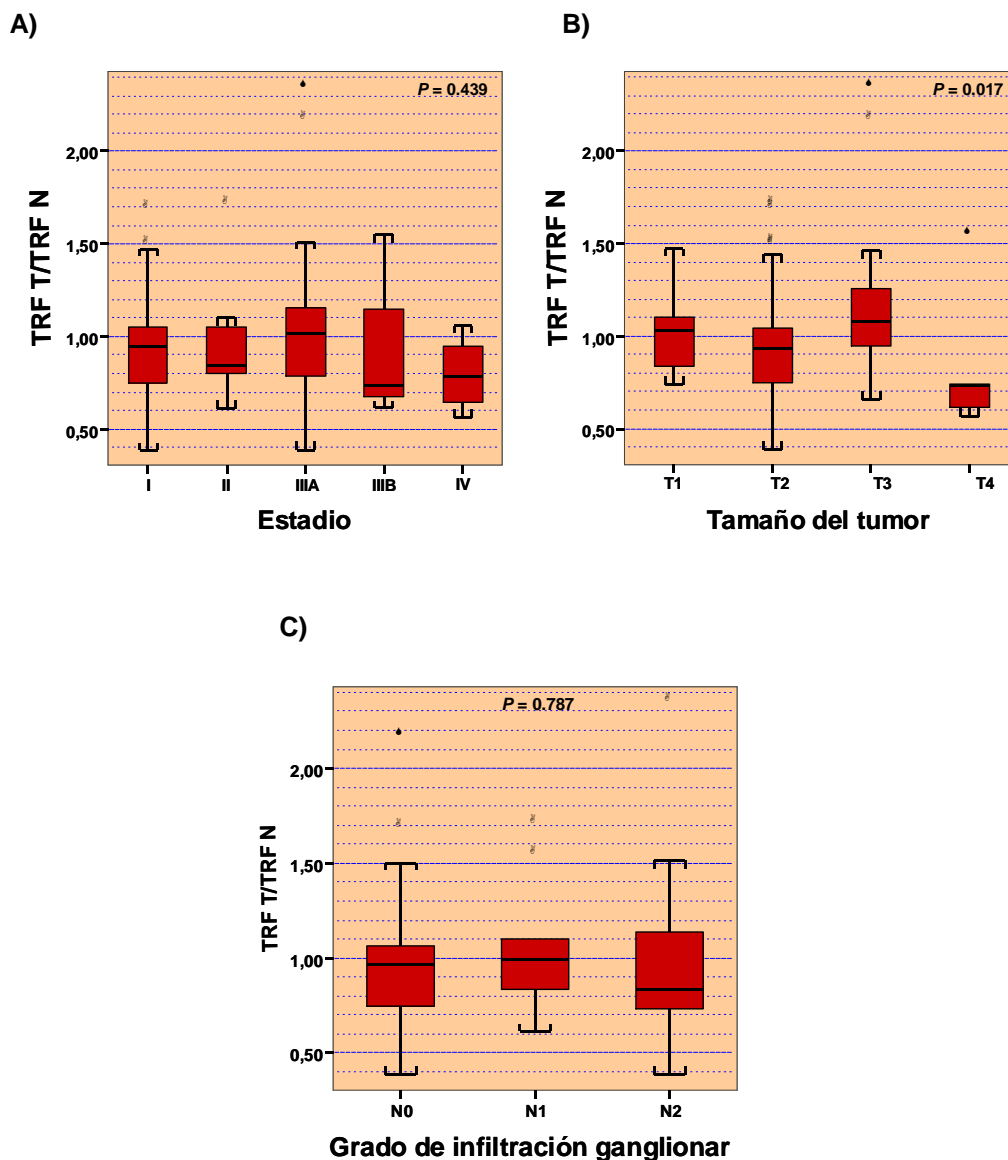 A)
P = 0.439
TRF T/TRF N
2,00
1,50
1,00
0,50
I II IIIA IIIB IV
Estadio
B)
P = 0.017
TRF T/TRF N
2,00
1,50
1,00
0,50
T1 T2 T3 T4
Tamaño del tumor
C)
P = 0.787
TRF T/TRF N
2,00
1,50
1,00
0,50
N0 N1 N2
Grado de infiltración ganglionar